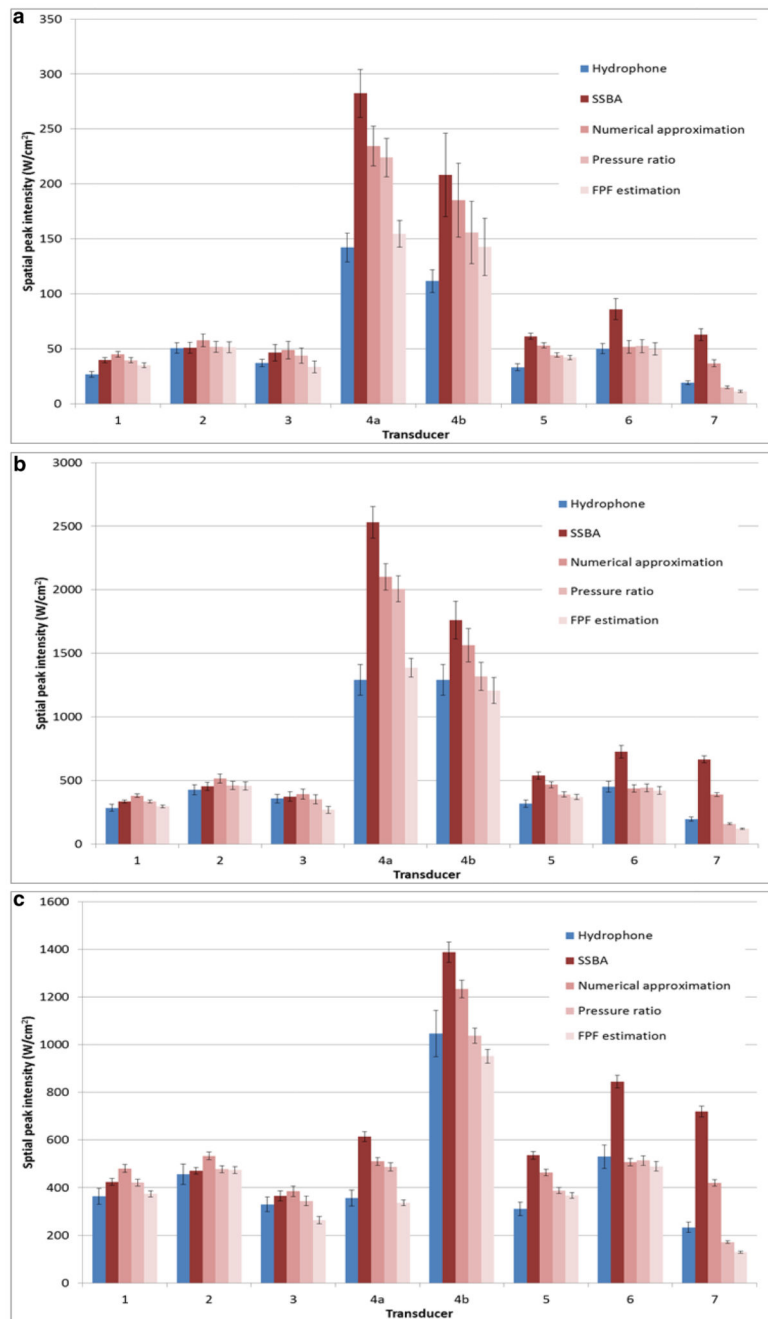 a
350
300
250
200
150
100
50
0
Spatial peak intensity (W/cm²)
Hydrophone
SSBA
Numerical approximation
Pressure ratio
FPF estimation
1 2 3 4a 4b 5 6 7
Transducer
b
3000
2500
2000
1500
1000
500
0
Sptial peak intensity (W/cm²)
Hydrophone
SSBA
Numerical approximation
Pressure ratio
FPF estimation
1 2 3 4a 4b 5 6 7
Transducer
c
1600
1400
1200
1000
800
600
400
200
0
Sptial peak intensity (W/cm²)
Hydrophone
SSBA
Numerical approximation
Pressure ratio
FPF estimation
1 2 3 4a 4b 5 6 7
Transducer